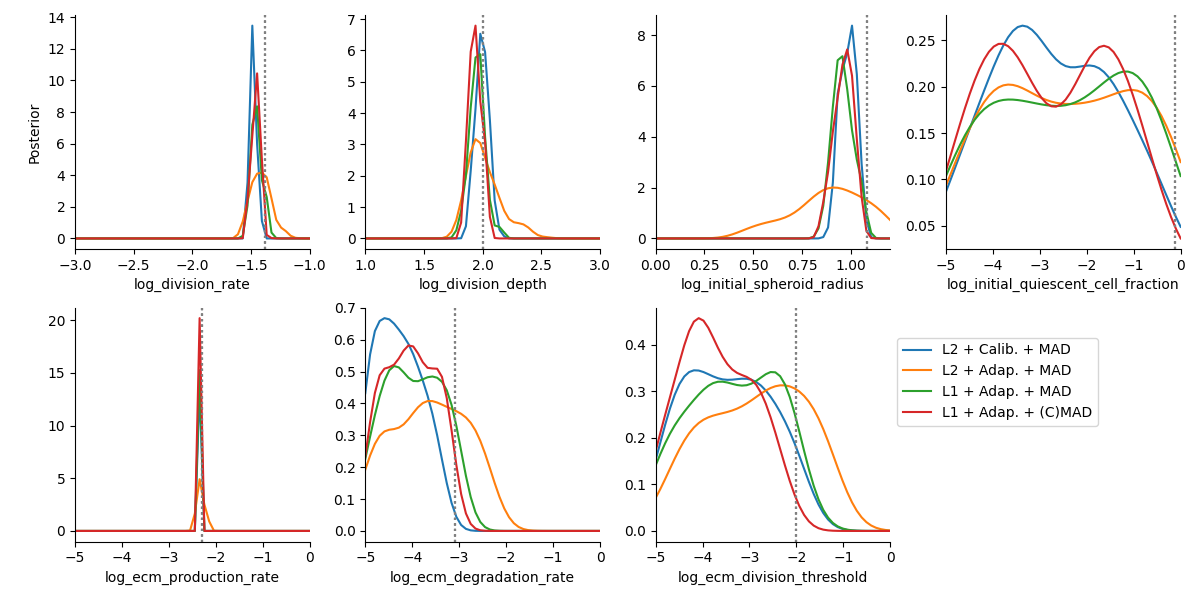 14
12
10
8
6
4
2
0
Posterior
−3.0 −2.5 −2.0 −1.5 −1.0
log_division_rate
7
6
5
4
3
2
1
0
1.0 1.5 2.0 2.5 3.0
log_division_depth
8
6
4
2
0
0.00 0.25 0.50 0.75 1.00
log_initial_spheroid_radius
0.25
0.20
0.15
0.10
0.05
−5 −4 −3 −2 −1 0
log_initial_quiescent_cell_fraction
20
15
10
5
0
−5 −4 −3 −2 −1 0
log_ecm_production_rate
0.7
0.6
0.5
0.4
0.3
0.2
0.1
0.0
−5 −4 −3 −2 −1 0
log_ecm_degradation_rate
0.4
0.3
0.2
0.1
0.0
−5 −4 −3 −2 −1 0
log_ecm_division_threshold
L2 + Calib. + MAD
L2 + Adap. + MAD
L1 + Adap. + MAD
L1 + Adap. + (C)MAD